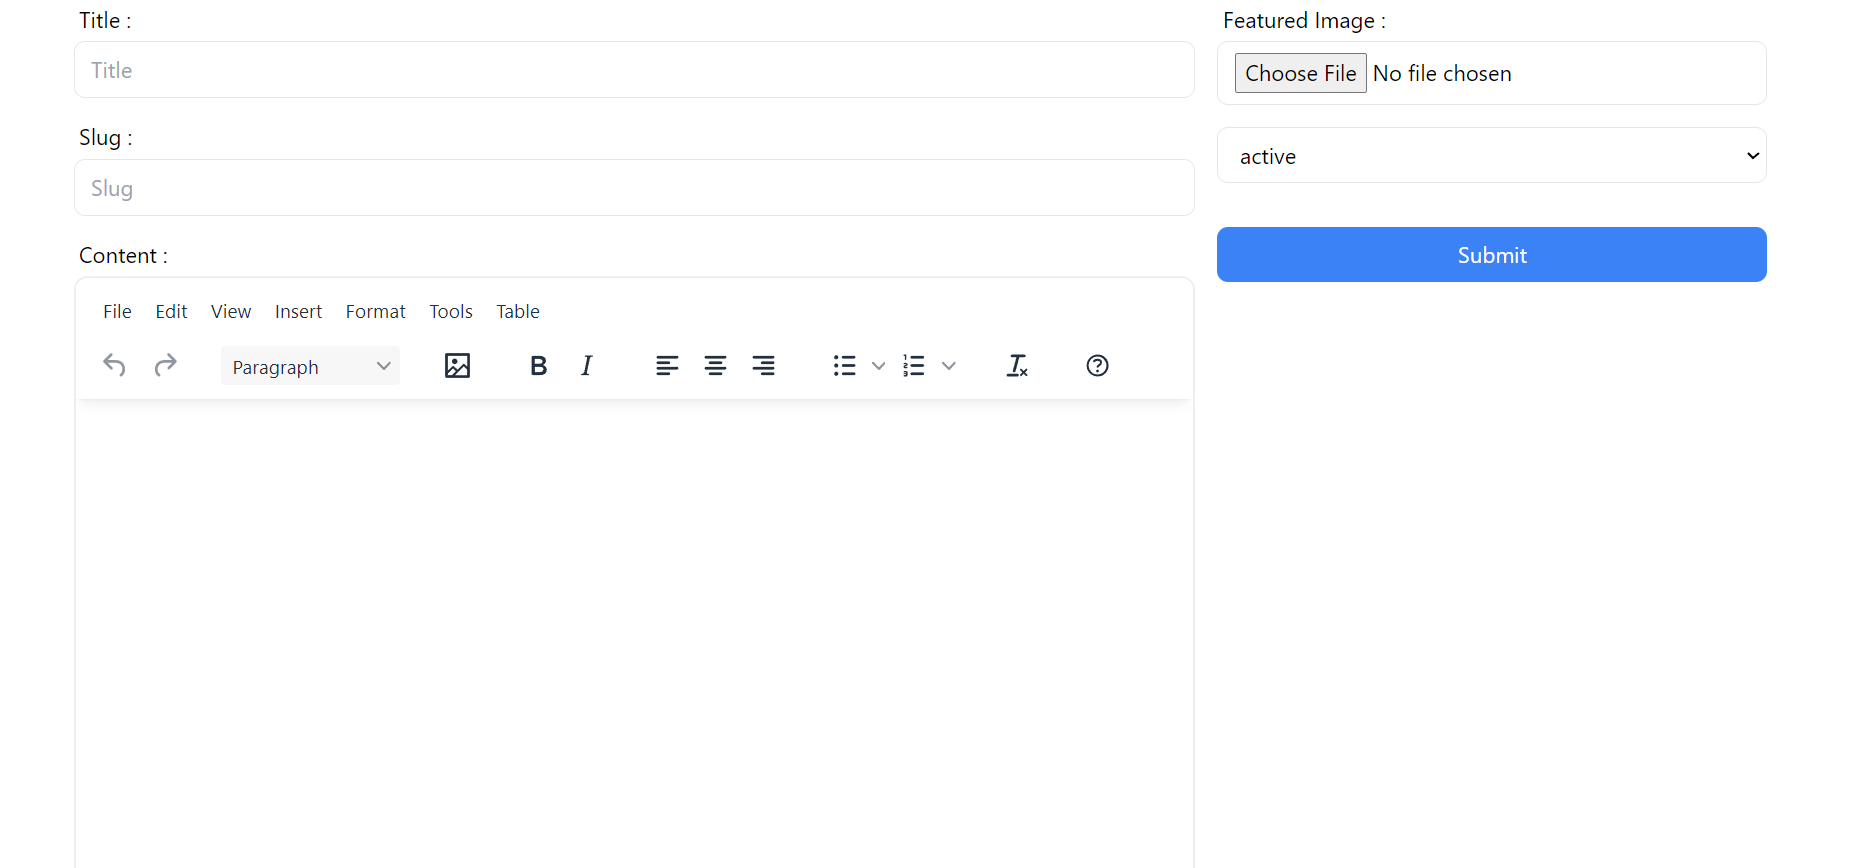 Title :
Title
Slug :
Slug
Content :
File Edit View Insert Format Tools Table
Paragraph B I
Featured Image :
Choose File No file chosen
active
Submit